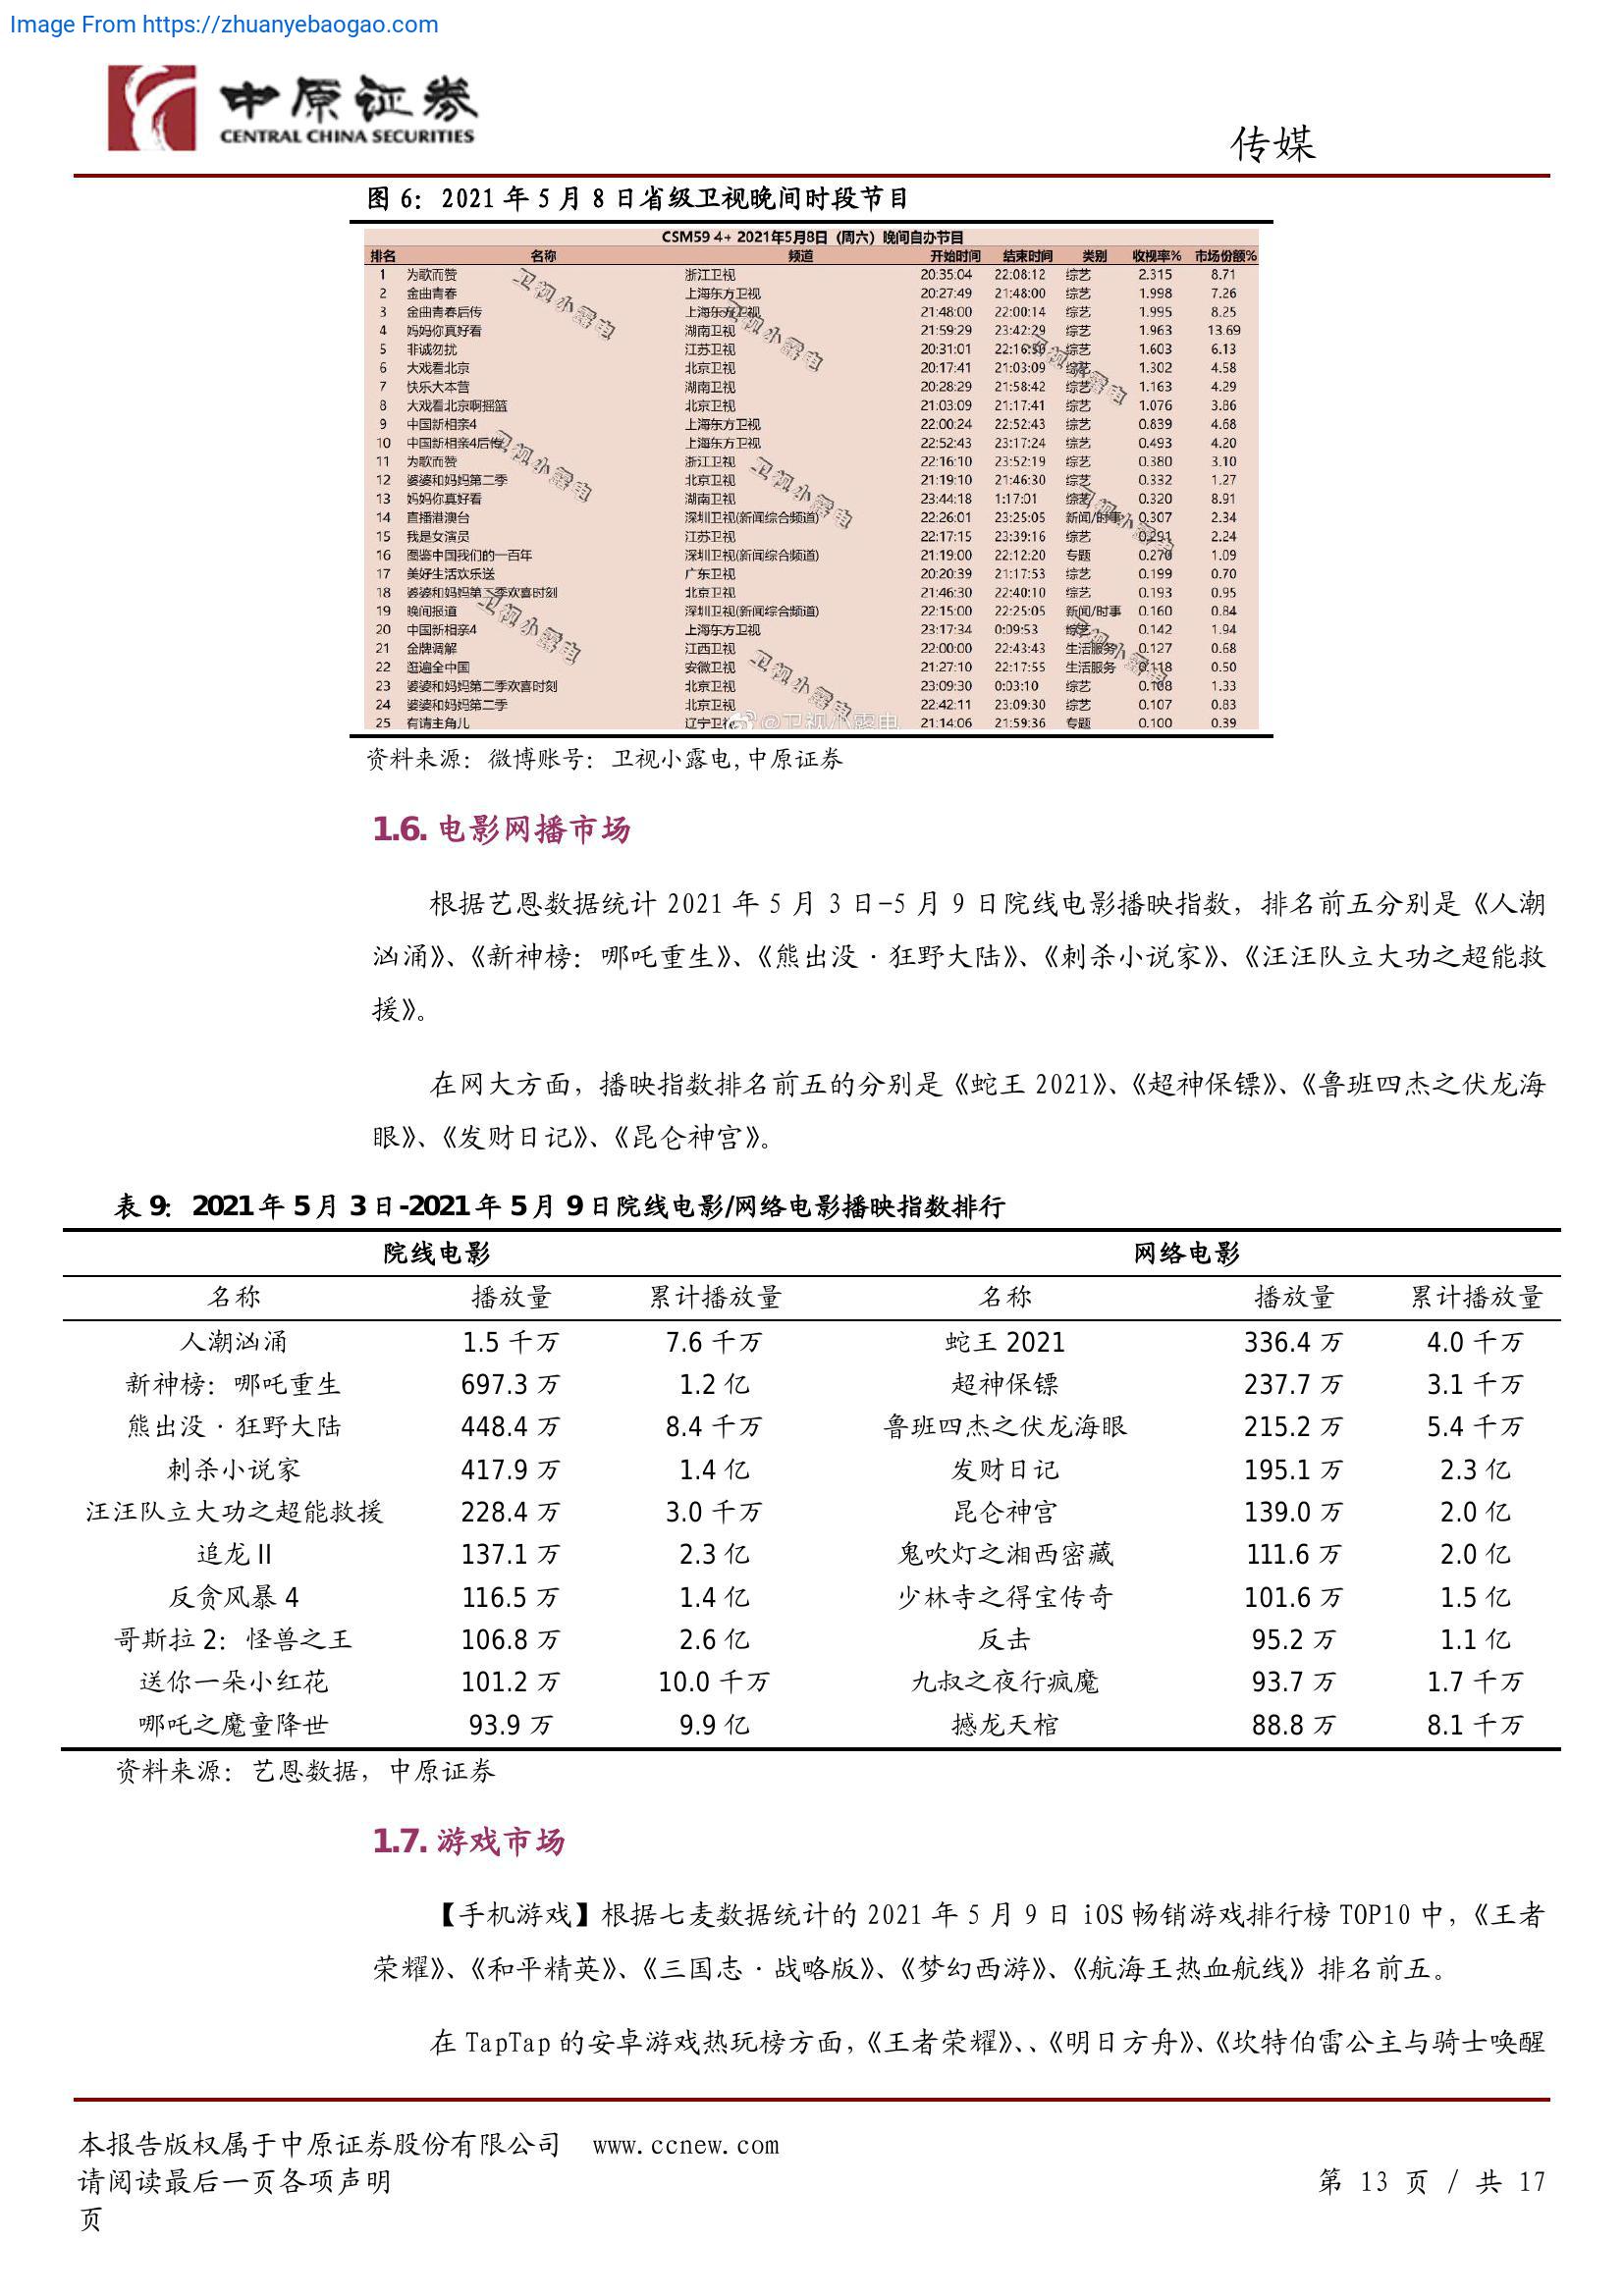 Image From https://zhuanyebaogao.com
中原证券
CENTRAL CHINA SECURITIES
传媒
图 6：2021 年 5 月 8 日省级卫视晚间时段节目
CSM59 4+ 2021年5月8日（周六）晚间自办节目
排名 名称 频道 开始时间 结束时间 类别 收视率% 市场份额%
1 为歌而赞 浙江卫视 20:35:04 22:08:12 综艺 2.315 8.71
2 金曲青春 上海东方卫视 20:27:49 21:48:00 综艺 1.998 7.26
3 金曲青春后传 上海东方卫视 21:48:00 22:00:14 综艺 1.995 8.25
4 妈妈你真好看 湖南卫视 21:59:29 23:42:29 综艺 1.963 13.69
5 非诚勿扰 江苏卫视 20:31:01 22:16:30 综艺 1.603 6.13
6 大戏看北京 北京卫视 20:17:41 21:03:09 综艺 1.302 4.58
7 快乐大本营 湖南卫视 20:28:29 21:58:42 综艺 1.163 4.29
8 大戏看北京啊摇篮 北京卫视 21:03:09 21:17:41 综艺 1.076 3.86
9 中国新相亲4 上海东方卫视 22:00:24 22:52:43 综艺 0.839 4.68
10 中国新相亲4后传 上海东方卫视 22:52:43 23:17:24 综艺 0.493 4.20
11 为歌而赞 浙江卫视 22:16:10 23:52:19 综艺 0.380 3.10
12 婆婆和妈妈第二季 北京卫视 21:19:10 21:46:30 综艺 0.332 1.27
13 妈妈你真好看 湖南卫视 23:44:18 1:17:01 综艺 0.320 8.91
14 直播港澳台 深圳卫视(新闻综合频道) 22:26:01 23:25:05 新闻/时事 0.307 2.34
15 我是女演员 江苏卫视 22:17:15 23:39:16 综艺 0.291 2.24
16 图鉴中国我们的一百年 深圳卫视(新闻综合频道) 21:19:00 22:12:20 专题 0.270 1.09
17 美好生活欢乐送 广东卫视 20:20:39 21:17:53 综艺 0.199 0.70
18 婆婆和妈妈第二季欢喜时刻 北京卫视 21:46:30 22:40:10 综艺 0.193 0.95
19 晚间报道 深圳卫视(新闻综合频道) 22:15:00 22:25:05 新闻/时事 0.160 0.84
20 中国新相亲4 上海东方卫视 23:17:34 0:09:53 综艺 0.142 1.94
21 金牌调解 江西卫视 22:00:00 22:43:43 生活服务 0.127 0.68
22 逛遍全中国 安徽卫视 21:27:10 22:17:55 生活服务 0.118 0.50
23 婆婆和妈妈第二季欢喜时刻 北京卫视 23:09:30 0:03:10 综艺 0.108 1.33
24 婆婆和妈妈第二季 北京卫视 22:42:11 23:09:30 综艺 0.107 0.83
25 有请主角儿 辽宁卫视 21:14:06 21:59:36 专题 0.100 0.39
@卫视小露电
资料来源：微博账号：卫视小露电,中原证券
1.6. 电影网播市场
根据艺恩数据统计 2021 年 5 月 3 日-5 月 9 日院线电影播映指数，排名前五分别是《人潮
汹涌》、《新神榜：哪吒重生》、《熊出没·狂野大陆》、《刺杀小说家》、《汪汪队立大功之超能救
援》。
在网大方面，播映指数排名前五的分别是《蛇王 2021》、《超神保镖》、《鲁班四杰之伏龙海
眼》、《发财日记》、《昆仑神宫》。
表 9：2021 年 5 月 3 日-2021 年 5 月 9 日院线电影/网络电影播映指数排行
院线电影 网络电影
名称 播放量 累计播放量 名称 播放量 累计播放量
人潮汹涌 1.5 千万 7.6 千万 蛇王 2021 336.4 万 4.0 千万
新神榜：哪吒重生 697.3 万 1.2 亿 超神保镖 237.7 万 3.1 千万
熊出没·狂野大陆 448.4 万 8.4 千万 鲁班四杰之伏龙海眼 215.2 万 5.4 千万
刺杀小说家 417.9 万 1.4 亿 发财日记 195.1 万 2.3 亿
汪汪队立大功之超能救援 228.4 万 3.0 千万 昆仑神宫 139.0 万 2.0 亿
追龙 II 137.1 万 2.3 亿 鬼吹灯之湘西密藏 111.6 万 2.0 亿
反贪风暴 4 116.5 万 1.4 亿 少林寺之得宝传奇 101.6 万 1.5 亿
哥斯拉 2：怪兽之王 106.8 万 2.6 亿 反击 95.2 万 1.1 亿
送你一朵小红花 101.2 万 10.0 千万 九叔之夜行疯魔 93.7 万 1.7 千万
哪吒之魔童降世 93.9 万 9.9 亿 撼龙天棺 88.8 万 8.1 千万
资料来源：艺恩数据，中原证券
1.7. 游戏市场
【手机游戏】根据七麦数据统计的 2021 年 5 月 9 日 iOS 畅销游戏排行榜 TOP10 中，《王者
荣耀》、《和平精英》、《三国志·战略版》、《梦幻西游》、《航海王热血航线》排名前五。
在 TapTap 的安卓游戏热玩榜方面，《王者荣耀》、、《明日方舟》、《坎特伯雷公主与骑士唤醒
本报告版权属于中原证券股份有限公司 www.ccnew.com
请阅读最后一页各项声明 第 13 页 / 共 17
页